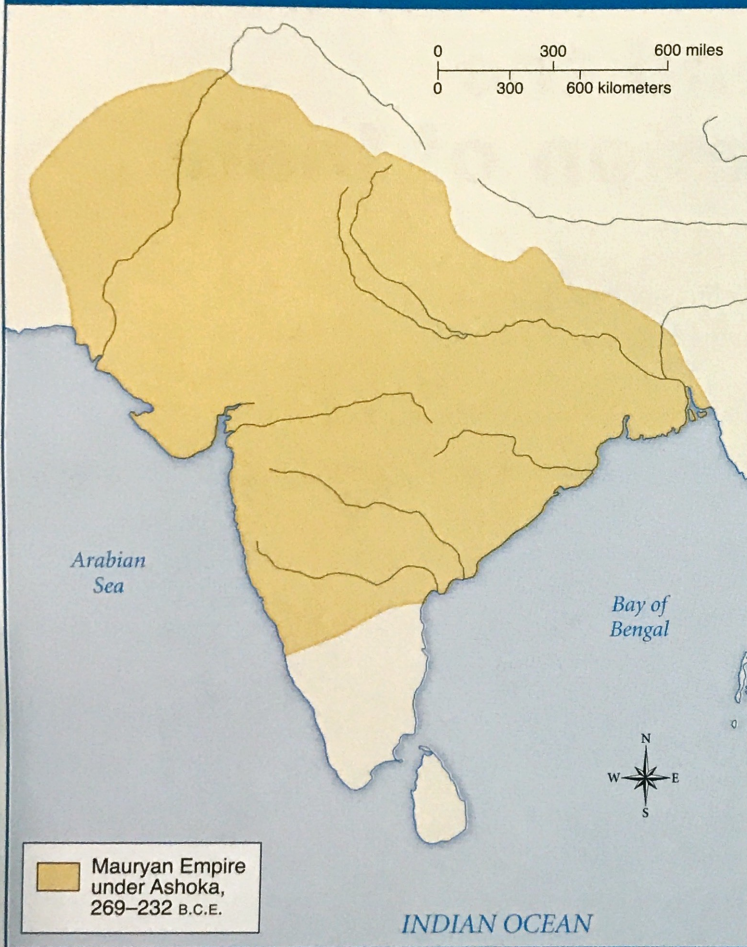 0 300 600 miles
0 300 600 kilometers
Arabian
Sea
Bay of
Bengal
N
W E
S
Mauryan Empire
under Ashoka,
269–232 B.C.E.
INDIAN OCEAN